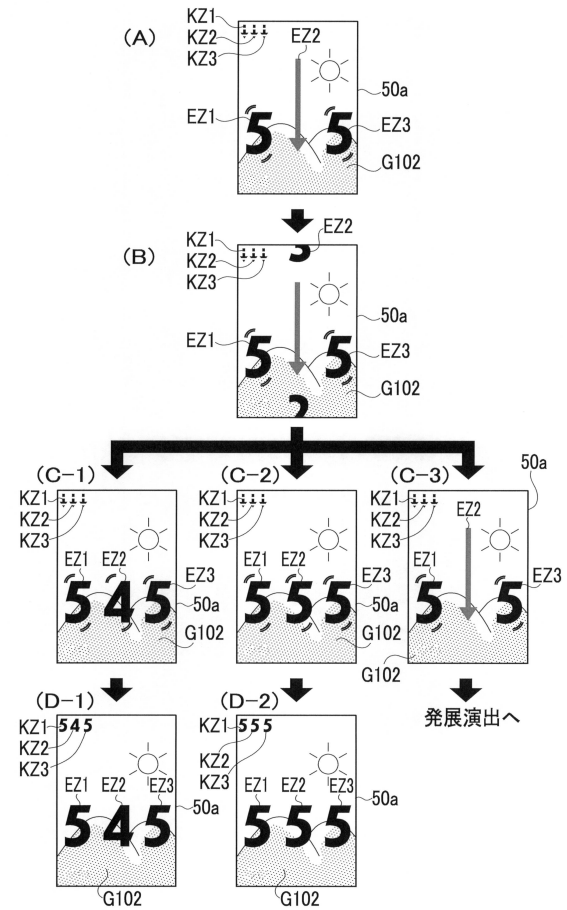 (A)
KZ1
KZ2
KZ3
EZ2
50a
EZ1
5
5
EZ3
G102
(B)
KZ1
KZ2
KZ3
EZ2
3
50a
EZ1
5
5
EZ3
G102
2
(C-1)
KZ1
KZ2
KZ3
EZ1
EZ2
EZ3
5 4 5
50a
G102
(C-2)
KZ1
KZ2
KZ3
EZ1
EZ2
EZ3
5 5 5
50a
G102
(C-3)
50a
KZ1
KZ2
KZ3
EZ2
EZ1
EZ3
5
5
G102
発展演出へ
(D-1)
KZ1
545
KZ2
KZ3
EZ1
EZ2
EZ3
5 4 5
50a
G102
(D-2)
KZ1
555
KZ2
KZ3
EZ1
EZ2
EZ3
5 5 5
50a
G102